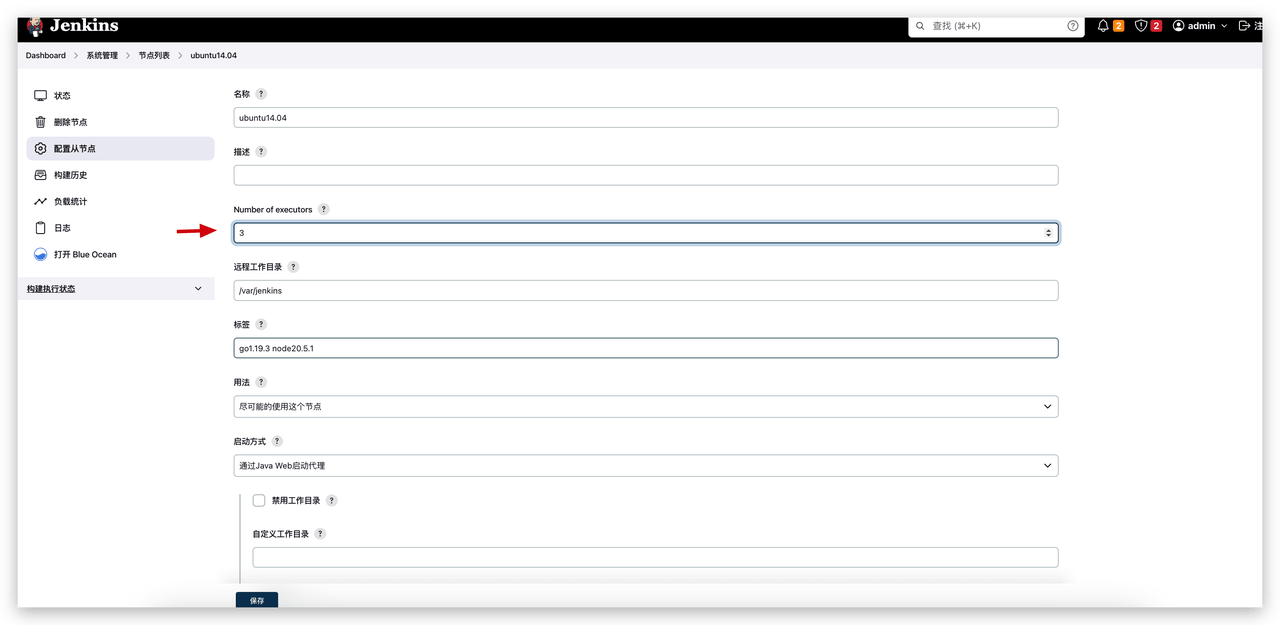 Jenkins
查找 (⌘+K)
2
2
admin
注
Dashboard
系统管理
节点列表
ubuntu14.04
状态
删除节点
配置从节点
构建历史
负载统计
日志
打开 Blue Ocean
构建执行状态
名称 ?
ubuntu14.04
描述 ?
Number of executors ?
3
远程工作目录 ?
/var/jenkins
标签 ?
go1.19.3 node20.5.1
用法 ?
尽可能的使用这个节点
启动方式 ?
通过Java Web启动代理
禁用工作目录 ?
自定义工作目录 ?
保存